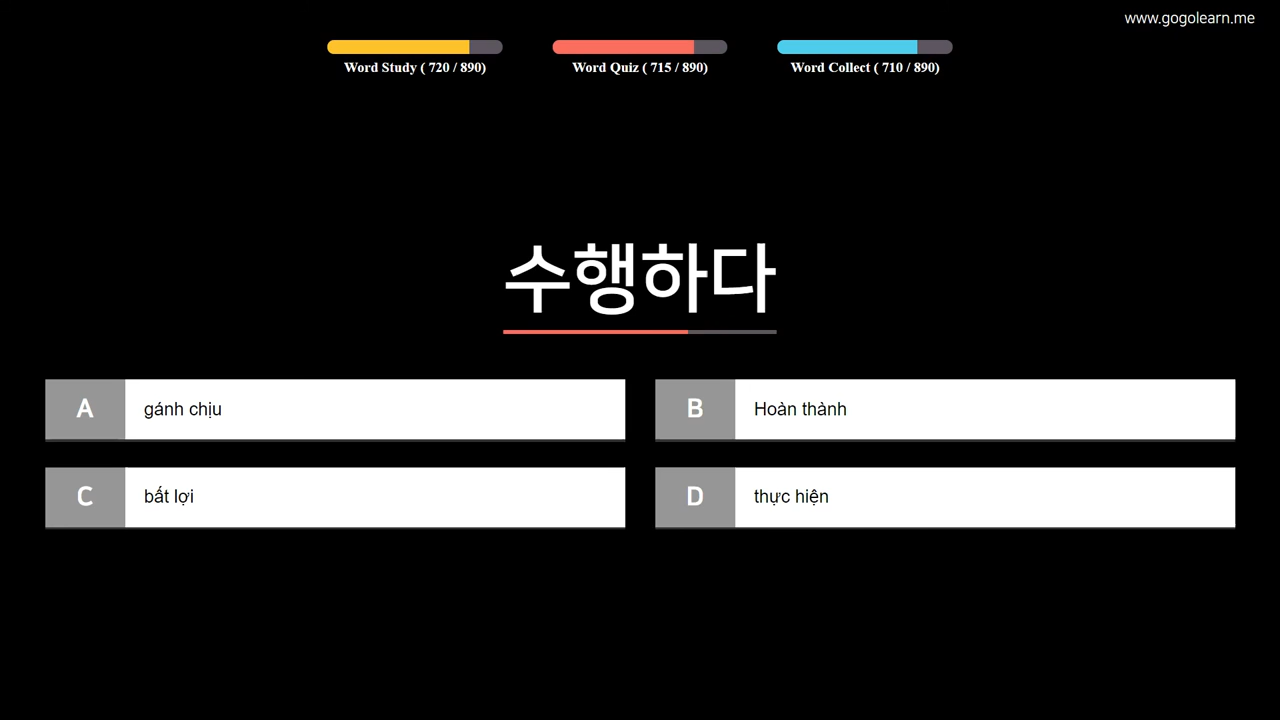 www.gogolearn.me
Word Study ( 720 / 890)
Word Quiz ( 715 / 890)
Word Collect ( 710 / 890)
수행하다
A gánh chịu
B Hoàn thành
C bất lợi
D thực hiện